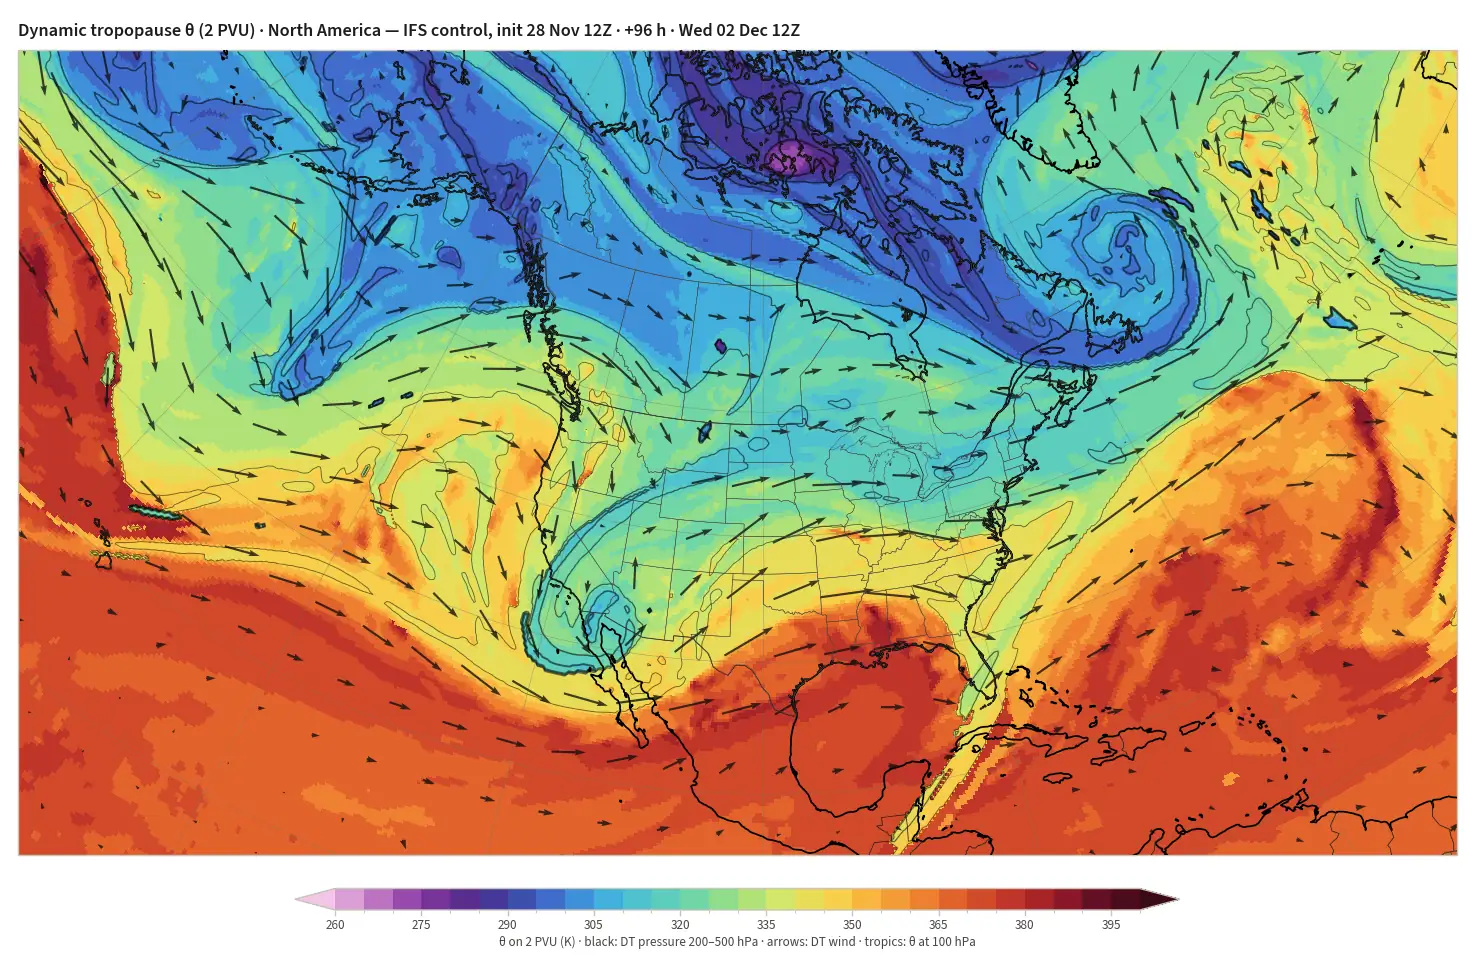 Dynamic tropopause θ (2 PVU) · North America — IFS control, init 28 Nov 12Z · +96 h · Wed 02 Dec 12Z
260 275 290 305 320 335 350 365 380 395
θ on 2 PVU (K) · black: DT pressure 200–500 hPa · arrows: DT wind · tropics: θ at 100 hPa